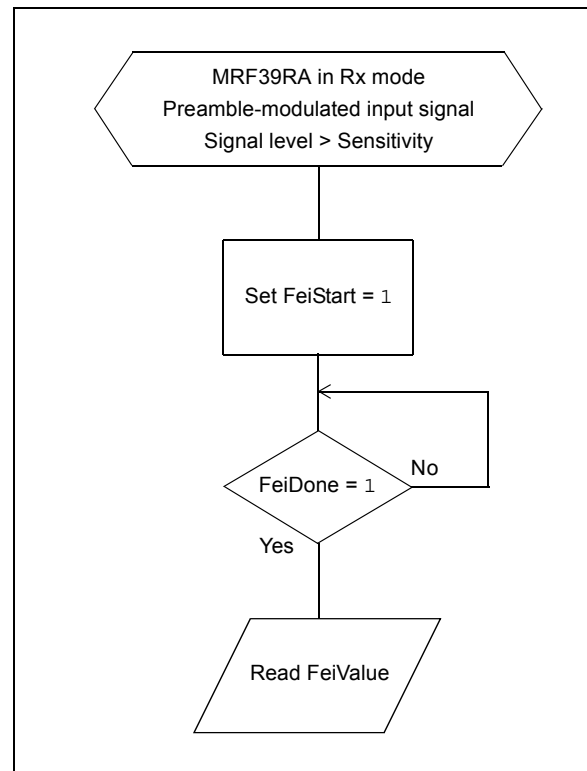 MRF39RA in Rx mode
Preamble-modulated input signal
Signal level > Sensitivity
Set FeiStart = 1
FeiDone = 1
No
Yes
Read FeiValue